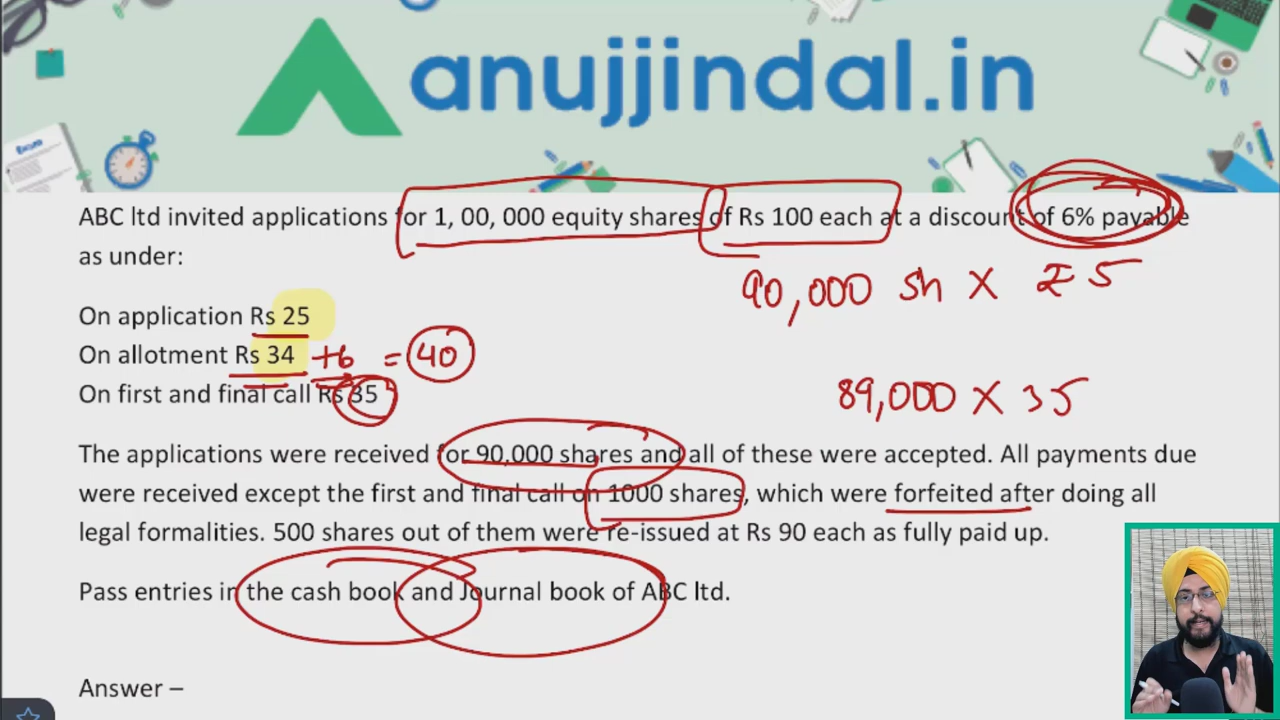 anujjindal.in
ABC ltd invited applications for 1, 00, 000 equity shares of Rs 100 each at a discount of 6% payable
as under:
90,000 sh X ₹5
On application Rs 25
On allotment Rs 34 +6 = 40
On first and final call Rs 35
89,000 X 35
The applications were received for 90,000 shares and all of these were accepted. All payments due
were received except the first and final call on 1000 shares, which were forfeited after doing all
legal formalities. 500 shares out of them were re-issued at Rs 90 each as fully paid up.
Pass entries in the cash book and Journal book of ABC ltd.
Answer –